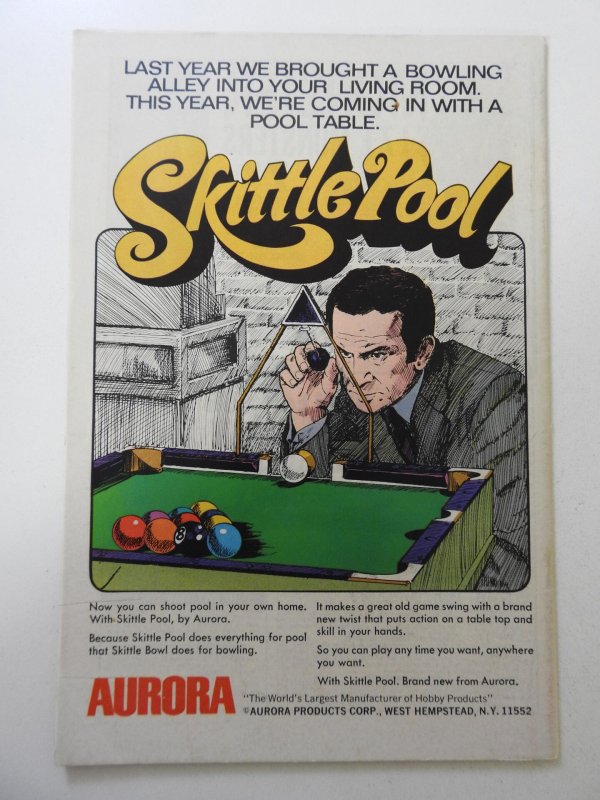 LAST YEAR WE BROUGHT A BOWLING
ALLEY INTO YOUR LIVING ROOM.
THIS YEAR, WE'RE COMING IN WITH A
POOL TABLE.
Skittle Pool
8
Now you can shoot pool in your own home.
With Skittle Pool, by Aurora.
Because Skittle Pool does everything for pool
that Skittle Bowl does for bowling.
It makes a great old game swing with a brand
new twist that puts action on a table top and
skill in your hands.
So you can play any time you want, anywhere
you want.
With Skittle Pool. Brand new from Aurora.
AURORA
"The World's Largest Manufacturer of Hobby Products"
©AURORA PRODUCTS CORP., WEST HEMPSTEAD, N.Y. 11552